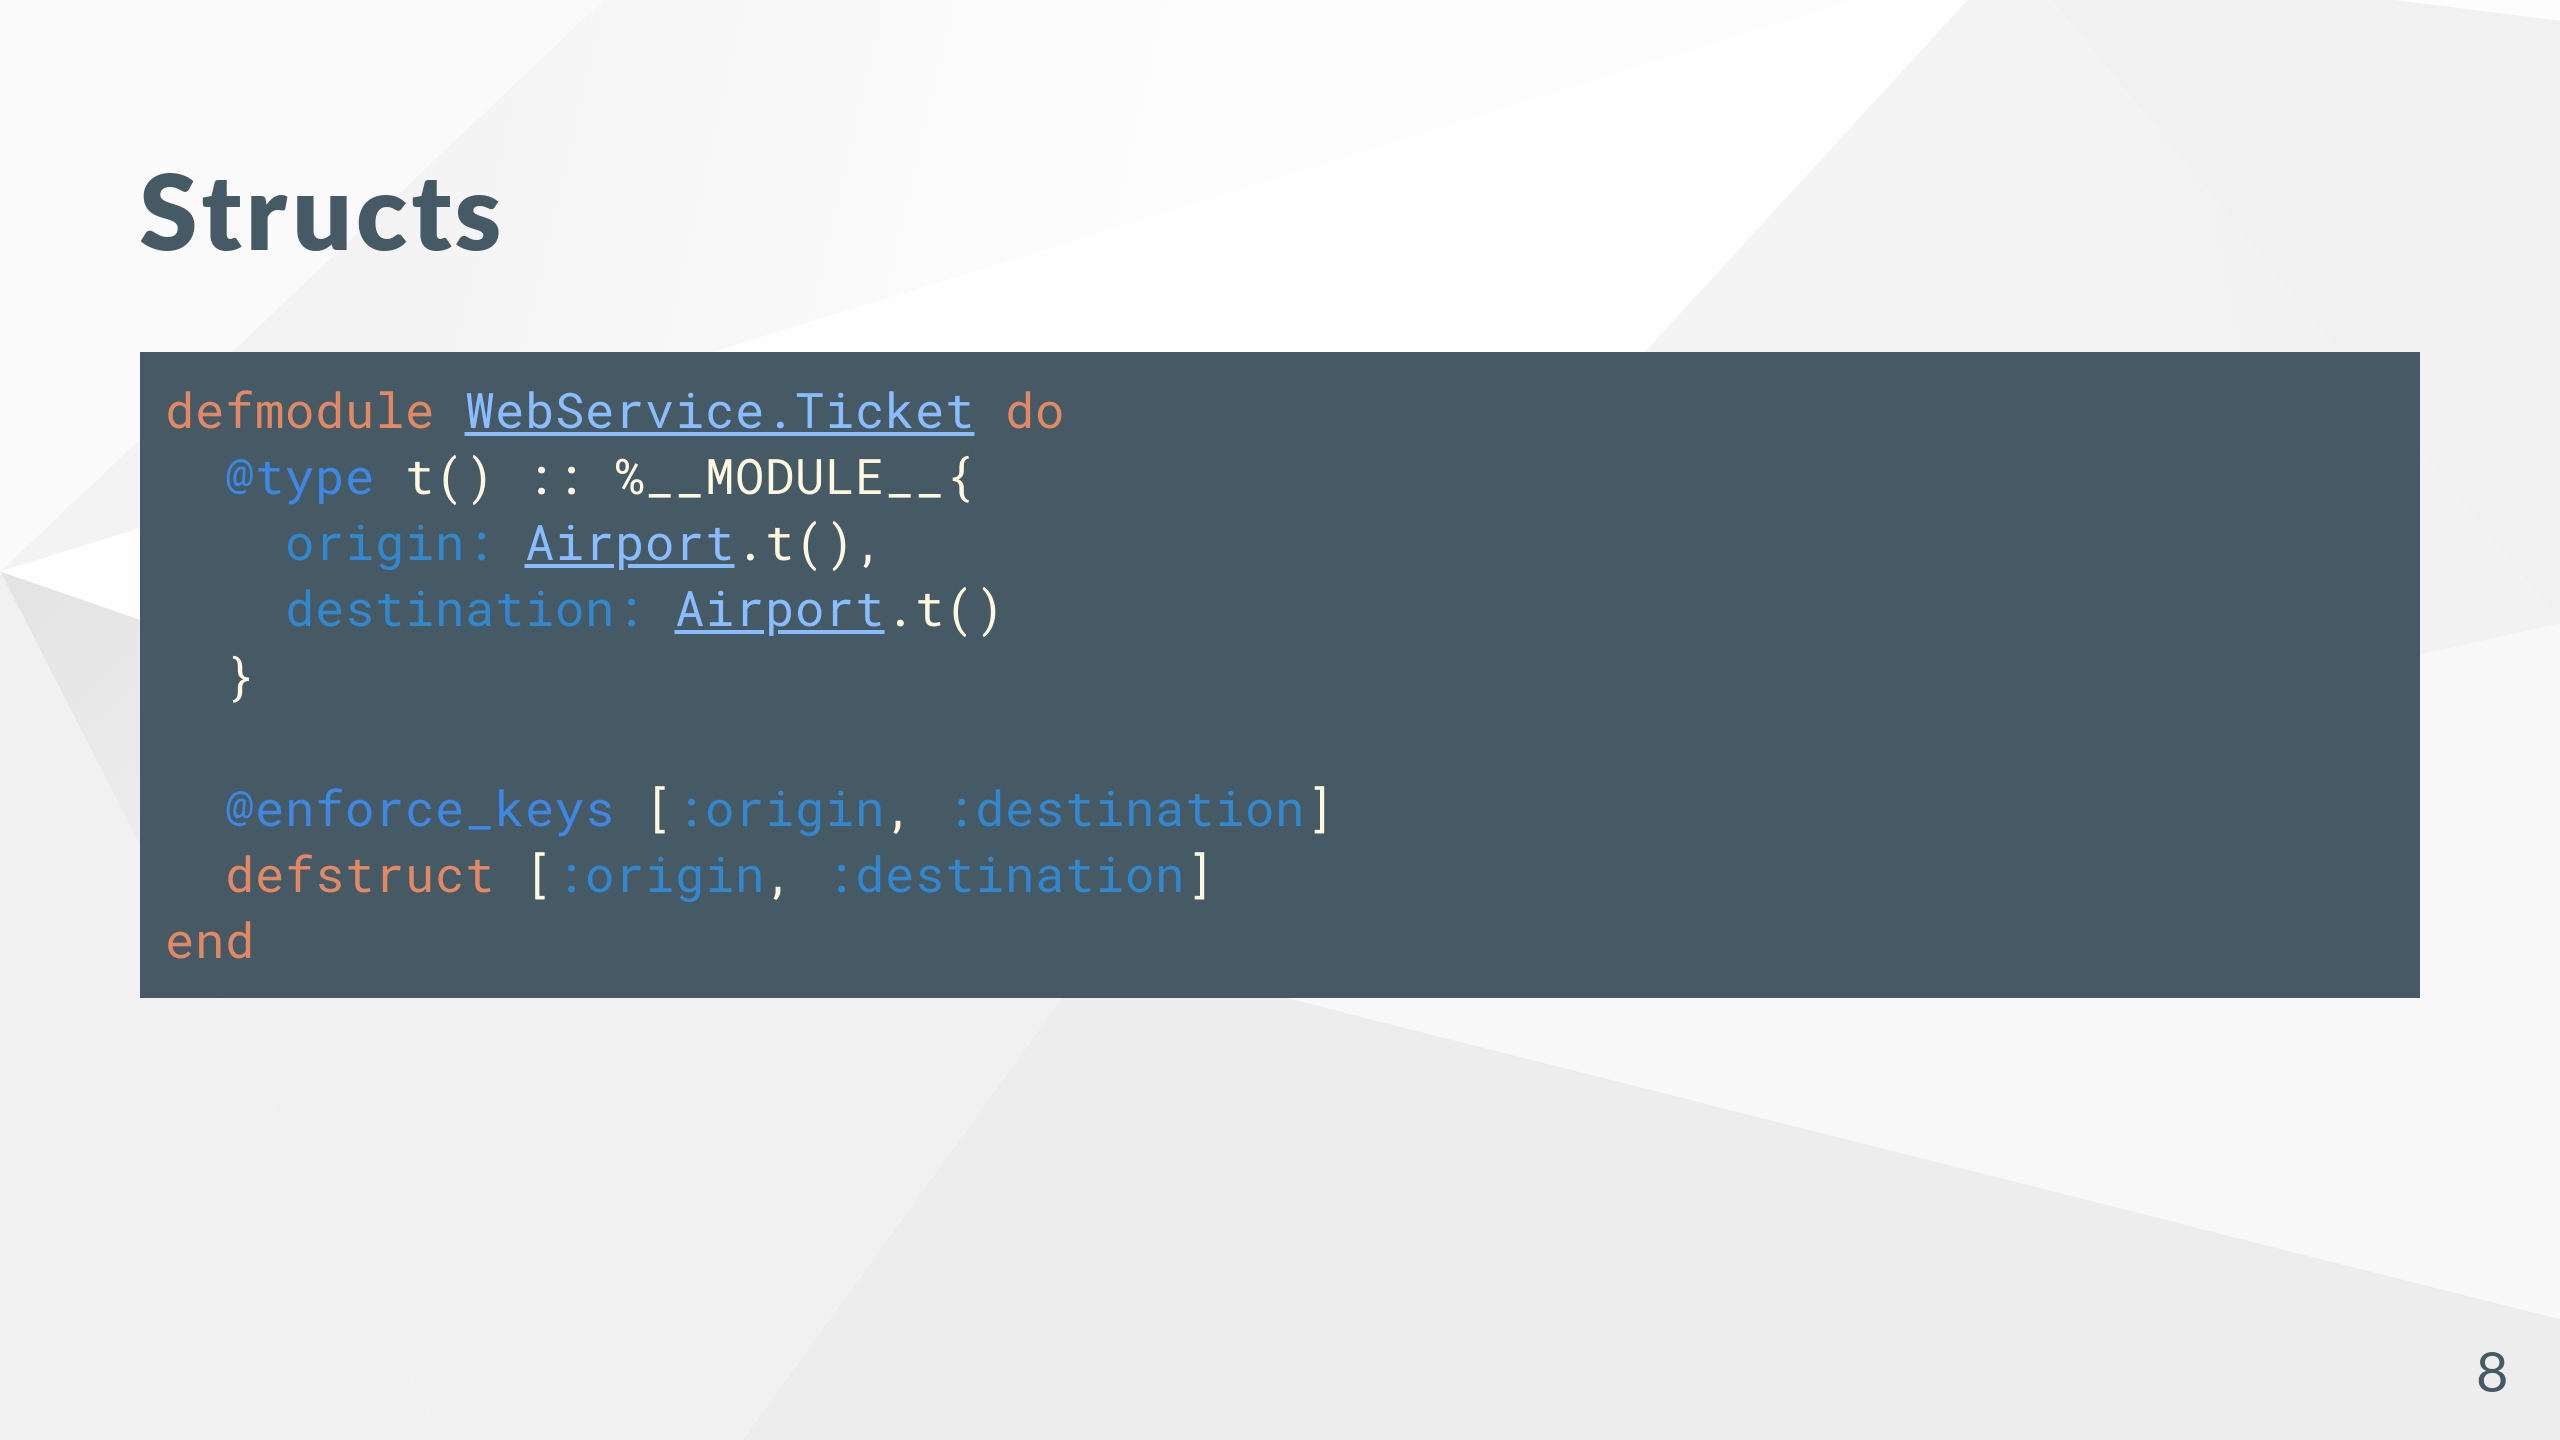 Structs
defmodule WebService.Ticket do
  @type t() :: %__MODULE__{
    origin: Airport.t(),
    destination: Airport.t()
  }
  @enforce_keys [:origin, :destination]
  defstruct [:origin, :destination]
end
8